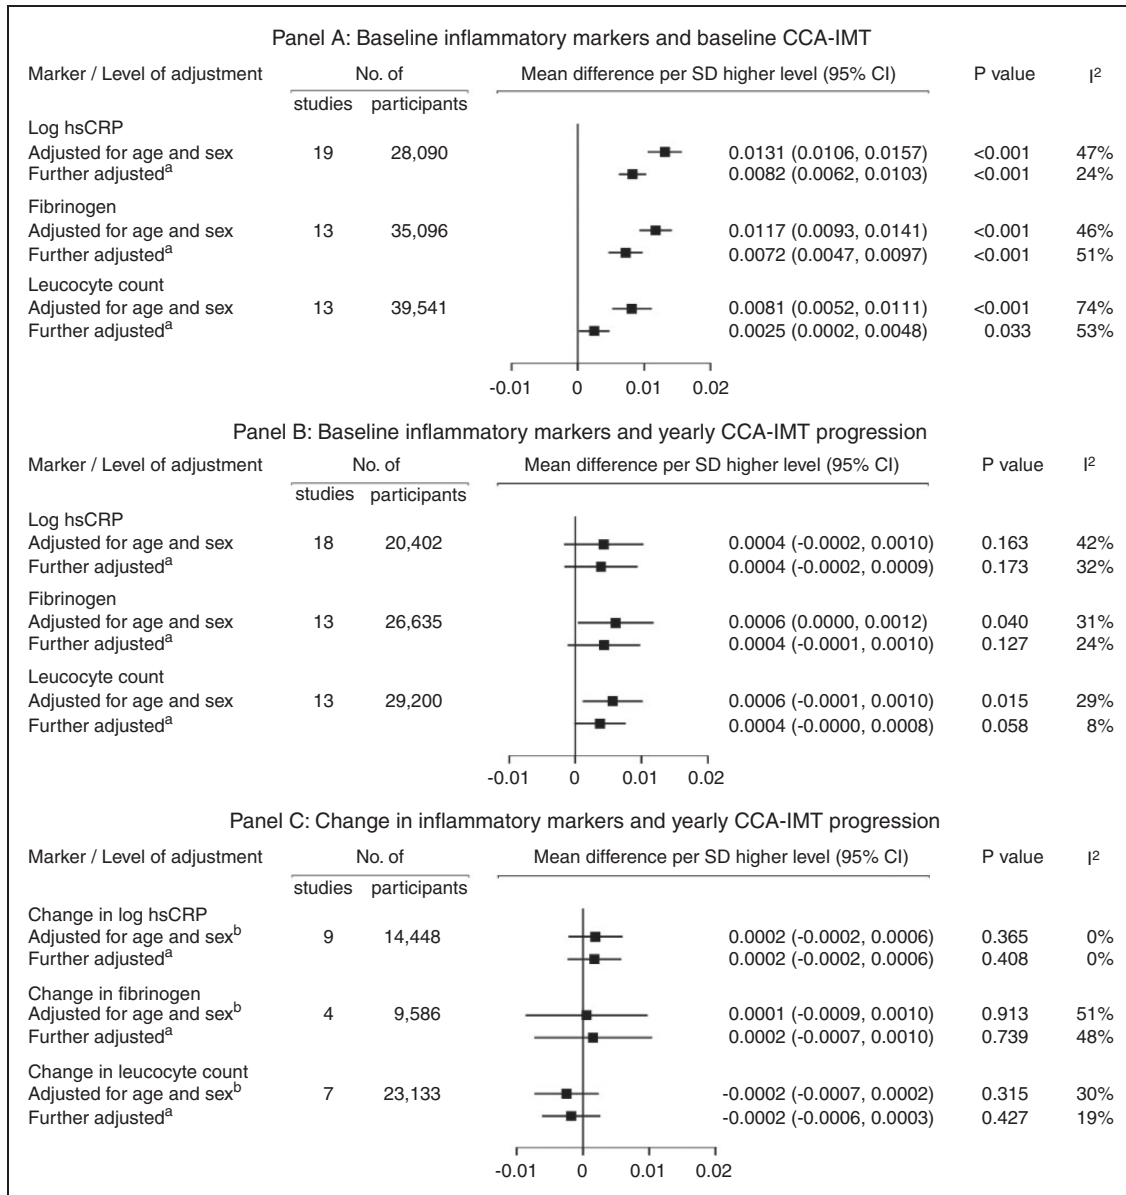 Panel A: Baseline inflammatory markers and baseline CCA-IMT
Marker / Level of adjustment No. of Mean difference per SD higher level (95% CI) P value I²
studies participants
Log hsCRP
Adjusted for age and sex 19 28,090 0.0131 (0.0106, 0.0157) <0.001 47%
Further adjustedᵃ 0.0082 (0.0062, 0.0103) <0.001 24%
Fibrinogen
Adjusted for age and sex 13 35,096 0.0117 (0.0093, 0.0141) <0.001 46%
Further adjustedᵃ 0.0072 (0.0047, 0.0097) <0.001 51%
Leucocyte count
Adjusted for age and sex 13 39,541 0.0081 (0.0052, 0.0111) <0.001 74%
Further adjustedᵃ 0.0025 (0.0002, 0.0048) 0.033 53%
-0.01 0 0.01 0.02
Panel B: Baseline inflammatory markers and yearly CCA-IMT progression
Marker / Level of adjustment No. of Mean difference per SD higher level (95% CI) P value I²
studies participants
Log hsCRP
Adjusted for age and sex 18 20,402 0.0004 (-0.0002, 0.0010) 0.163 42%
Further adjustedᵃ 0.0004 (-0.0002, 0.0009) 0.173 32%
Fibrinogen
Adjusted for age and sex 13 26,635 0.0006 (0.0000, 0.0012) 0.040 31%
Further adjustedᵃ 0.0004 (-0.0001, 0.0010) 0.127 24%
Leucocyte count
Adjusted for age and sex 13 29,200 0.0006 (-0.0001, 0.0010) 0.015 29%
Further adjustedᵃ 0.0004 (-0.0000, 0.0008) 0.058 8%
-0.01 0 0.01 0.02
Panel C: Change in inflammatory markers and yearly CCA-IMT progression
Marker / Level of adjustment No. of Mean difference per SD higher level (95% CI) P value I²
studies participants
Change in log hsCRP
Adjusted for age and sexᵇ 9 14,448 0.0002 (-0.0002, 0.0006) 0.365 0%
Further adjustedᵃ 0.0002 (-0.0002, 0.0006) 0.408 0%
Change in fibrinogen
Adjusted for age and sexᵇ 4 9,586 0.0001 (-0.0009, 0.0010) 0.913 51%
Further adjustedᵃ 0.0002 (-0.0007, 0.0010) 0.739 48%
Change in leucocyte count
Adjusted for age and sexᵇ 7 23,133 -0.0002 (-0.0007, 0.0002) 0.315 30%
Further adjustedᵃ -0.0002 (-0.0006, 0.0003) 0.427 19%
-0.01 0 0.01 0.02